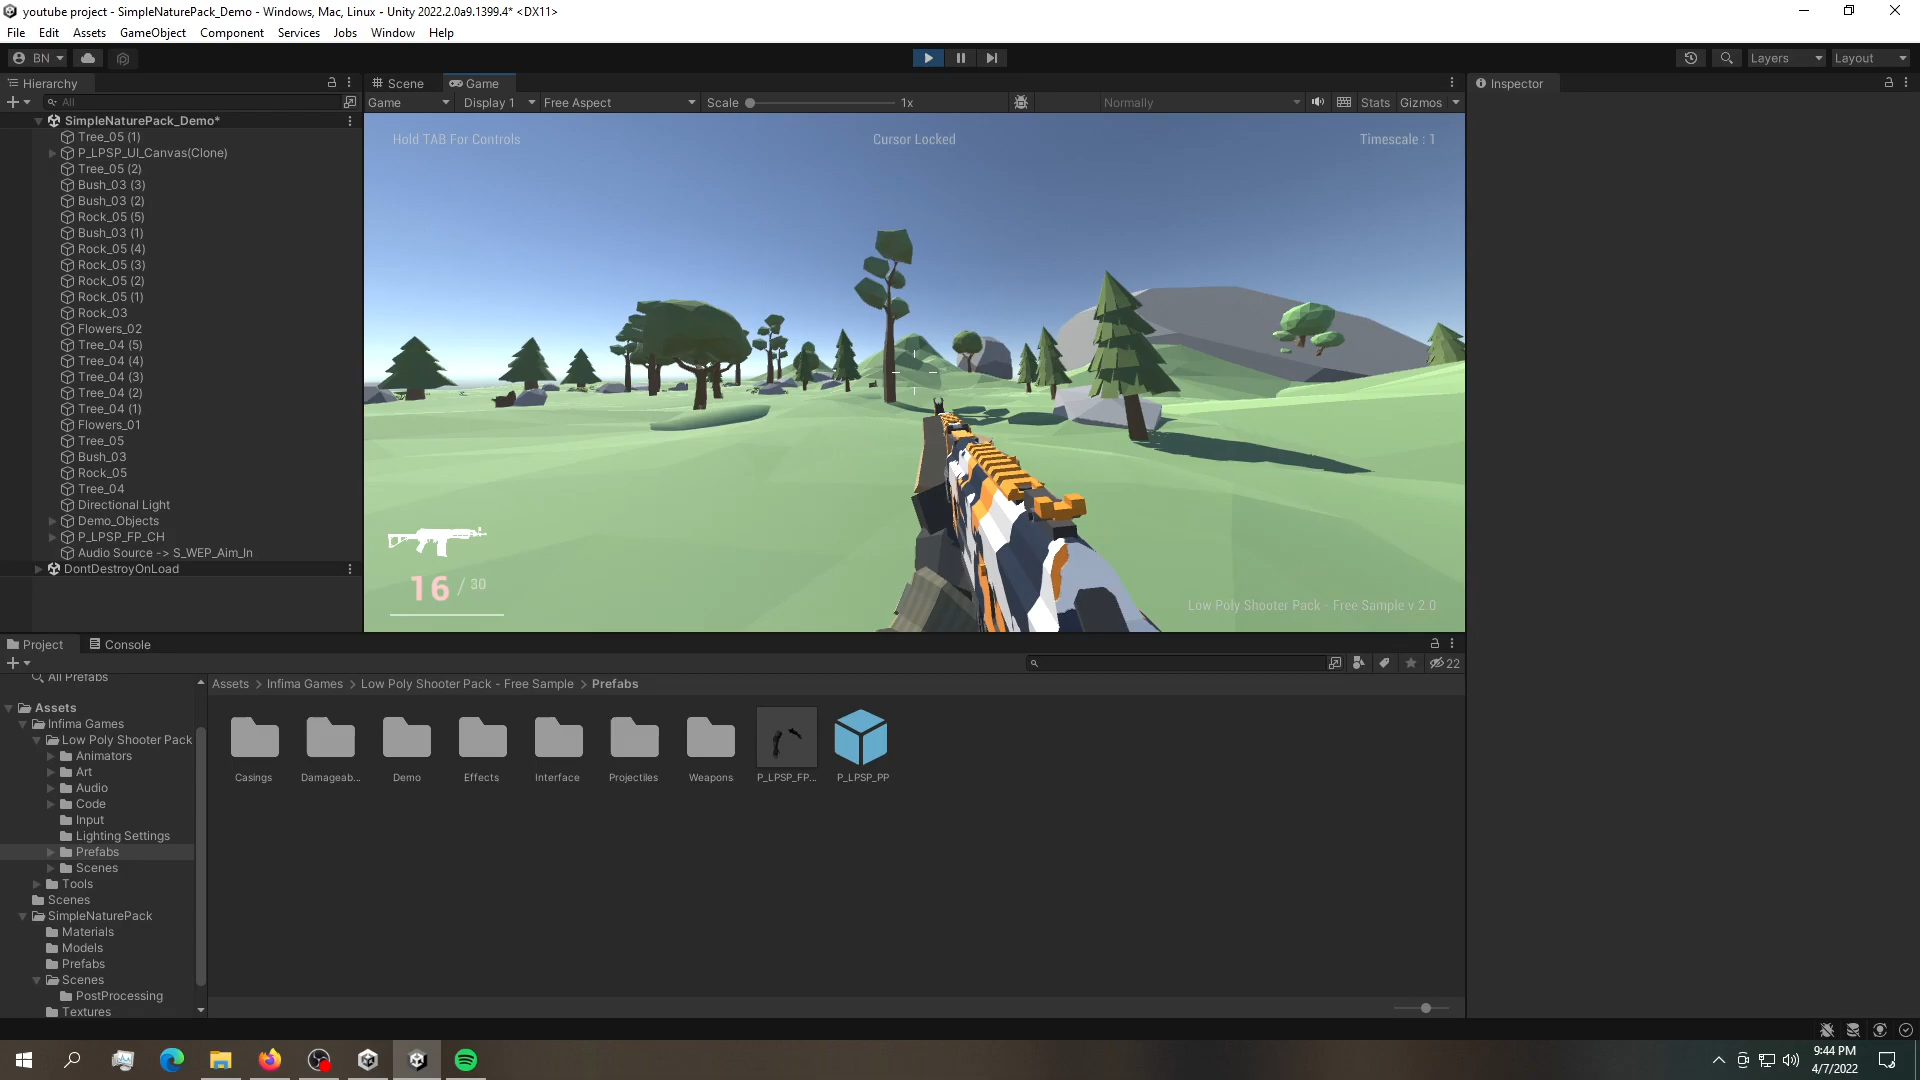 youtube project - SimpleNaturePack_Demo - Windows, Mac, Linux - Unity 2022.2.0a9.1399.4* <DX11>
File Edit Assets GameObject Component Services Jobs Window Help
BN Layers Layout
Hierarchy
All
SimpleNaturePack_Demo*
Tree_05 (1)
P_LPSP_UI_Canvas(Clone)
Tree_05 (2)
Bush_03 (3)
Bush_03 (2)
Rock_05 (5)
Bush_03 (1)
Rock_05 (4)
Rock_05 (3)
Rock_05 (2)
Rock_05 (1)
Rock_03
Flowers_02
Tree_04 (5)
Tree_04 (4)
Tree_04 (3)
Tree_04 (2)
Tree_04 (1)
Flowers_01
Tree_05
Bush_03
Rock_05
Tree_04
Directional Light
Demo_Objects
P_LPSP_FP_CH
Audio Source -> S_WEP_Aim_In
DontDestroyOnLoad
Scene Game
Game Display 1 Free Aspect Scale 1x Normally Stats Gizmos
Hold TAB For Controls Cursor Locked Timescale : 1
16 / 30
Low Poly Shooter Pack - Free Sample v 2.0
Inspector
Project Console
22
All Prefabs
Assets
Infima Games
Low Poly Shooter Pack
Animators
Art
Audio
Code
Input
Lighting Settings
Prefabs
Scenes
Tools
Scenes
SimpleNaturePack
Materials
Models
Prefabs
Scenes
PostProcessing
Textures
Assets > Infima Games > Low Poly Shooter Pack - Free Sample > Prefabs
Casings Damageab... Demo Effects Interface Projectiles Weapons P_LPSP_FP... P_LPSP_PP
9:44 PM
4/7/2022